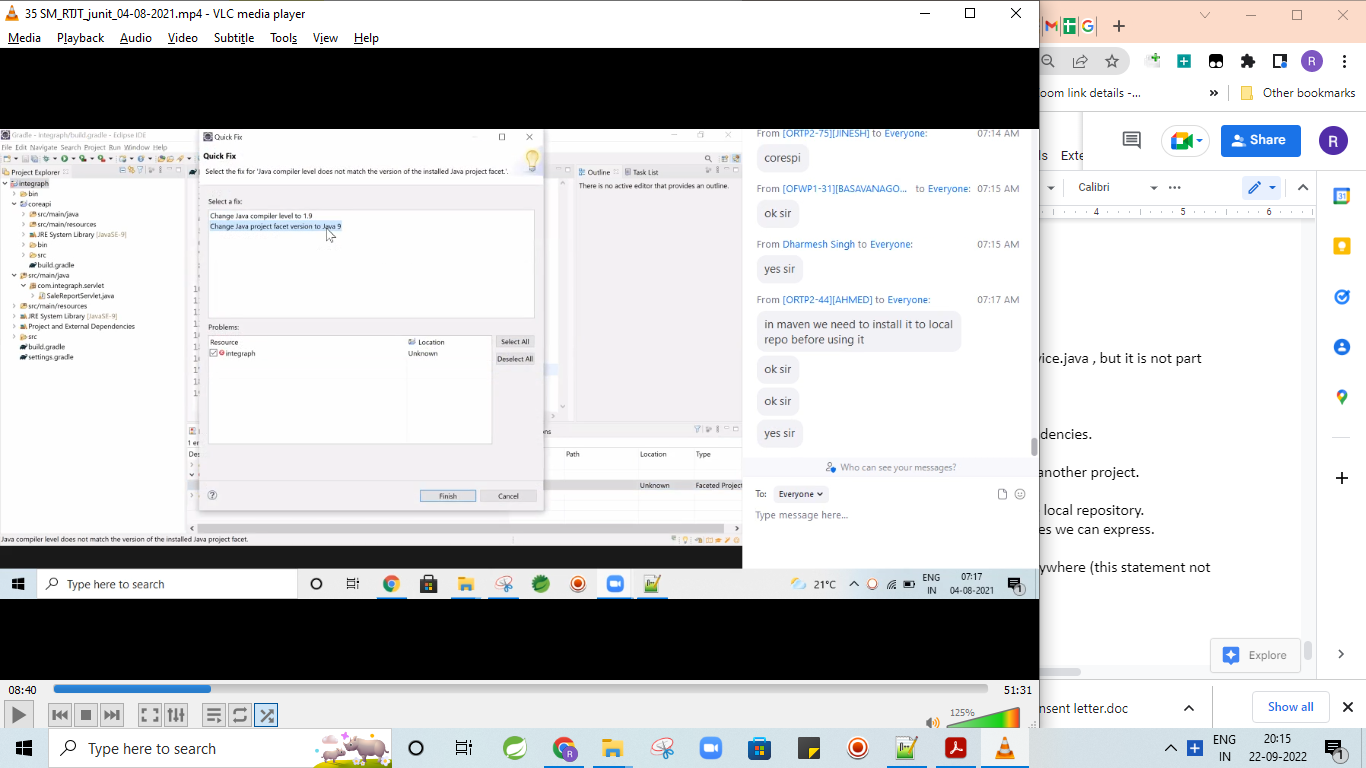 35 SM_RTJT_junit_04-08-2021.mp4 - VLC media player
Media Playback Audio Video Subtitle Tools View Help
Gradle - integraph/build.gradle - Eclipse IDE
File Edit Navigate Search Project Run Window Help
Project Explorer
integraph
bin
coreapi
src/main/java
src/main/resources
JRE System Library [JavaSE-9]
bin
src
build.gradle
src/main/java
com.integraph.servlet
SaleReportServlet.java
src/main/resources
JRE System Library [JavaSE-9]
Project and External Dependencies
src
build.gradle
settings.gradle
Quick Fix
Quick Fix
Select the fix for 'Java compiler level does not match the version of the installed Java project facet.'.
Select a fix:
Change Java compiler level to 1.9
Change Java project facet version to Java 9
Problems:
Resource Location
integraph Unknown
Select All
Deselect All
Finish Cancel
Outline Task List
There is no active editor that provides an outline.
Path Location Type
Unknown Faceted Project
Java compiler level does not match the version of the installed Java project facet.
From [ORTP2-75][JINESH] to Everyone: 07:14 AM
corespi
From [OFWP1-31][BASAVANAGO... to Everyone: 07:15 AM
ok sir
From Dharmesh Singh to Everyone: 07:15 AM
yes sir
From [ORTP2-44][AHMED] to Everyone: 07:17 AM
in maven we need to install it to local
repo before using it
ok sir
ok sir
yes sir
Who can see your messages?
To: Everyone
Type message here...
Type here to search
21°C
ENG
IN
07:17
04-08-2021
1
08:40 51:31
125%
oom link details -...
» Other bookmarks
R
Share
R
ls Exte
Calibri
4 5 6
vice.java , but it is not part
dencies.
another project.
local repository.
es we can express.
ywhere (this statement not
Explore
nsent letter.doc
Show all
Type here to search
ENG
IN
20:15
22-09-2022
1